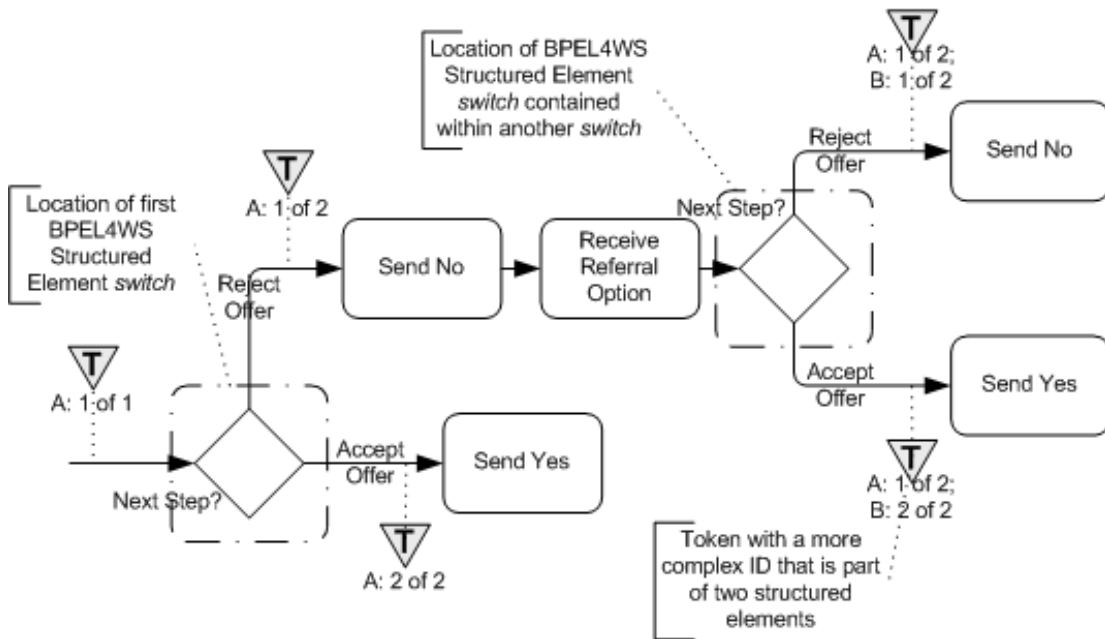 Location of BPEL4WS
Structured Element
switch contained
within another switch
T
A: 1 of 2;
B: 1 of 2
Reject
Offer
Send No
Next Step?
T
A: 1 of 2
Location of first
BPEL4WS
Structured
Element switch
Reject
Offer
Send No
Receive
Referral
Option
Accept
Offer
Send Yes
T
A: 1 of 1
Next Step?
Accept
Offer
Send Yes
T
A: 2 of 2
T
A: 1 of 2;
B: 2 of 2
Token with a more
complex ID that is part
of two structured
elements